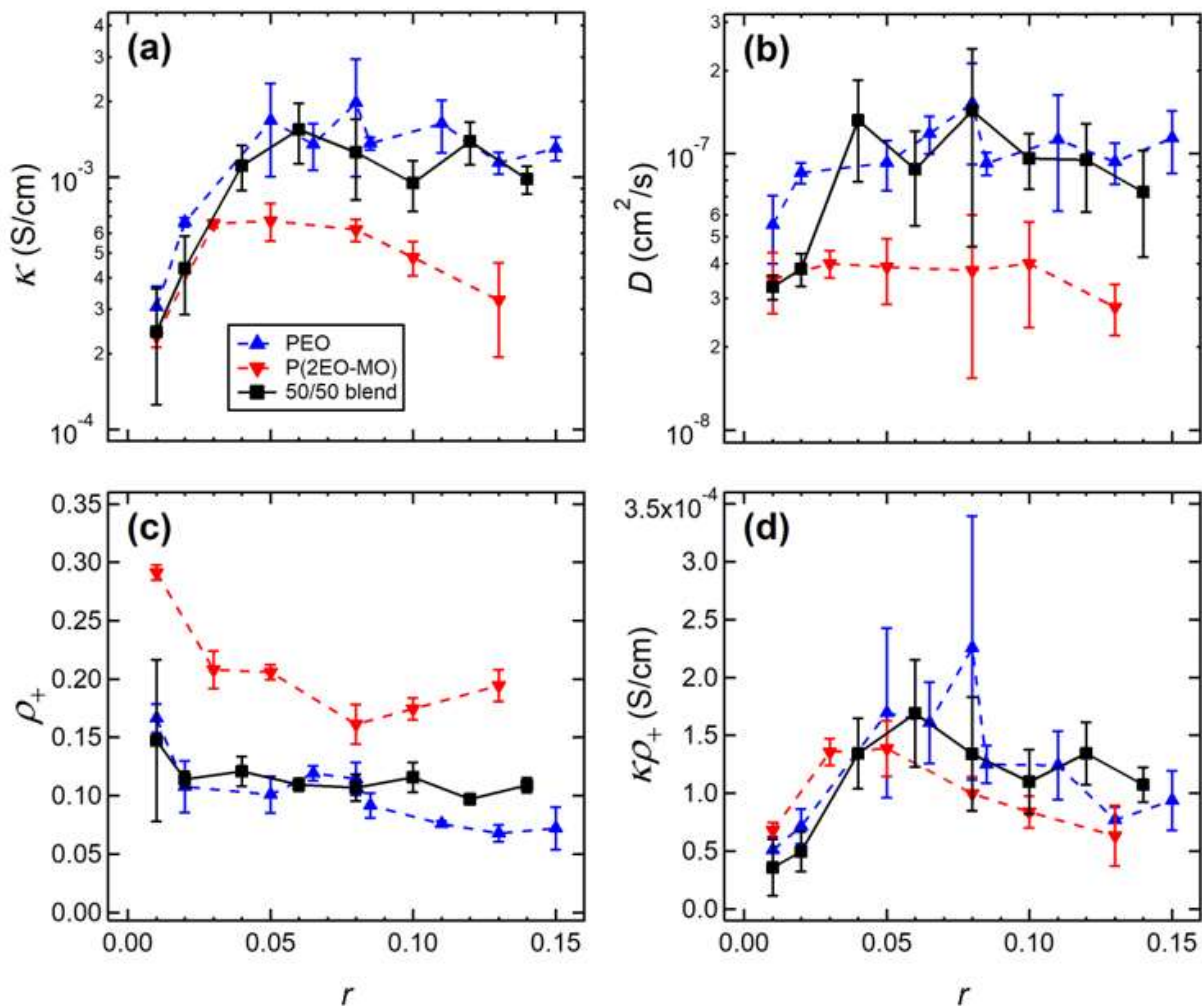 (a)
κ (S/cm)
4
3
2
10⁻³
6
5
4
3
2
10⁻⁴
PEO
P(2EO-MO)
50/50 blend
(b)
D (cm²/s)
3
2
10⁻⁷
6
5
4
3
2
10⁻⁸
(c)
ρ₊
0.35
0.30
0.25
0.20
0.15
0.10
0.05
0.00
0.00 0.05 0.10 0.15
r
(d)
κρ₊ (S/cm)
3.5x10⁻⁴
3.0
2.5
2.0
1.5
1.0
0.5
0.0
0.00 0.05 0.10 0.15
r